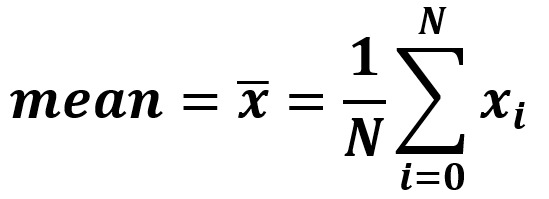 mean = x̅ = 1/N ∑_{i=0}^{N} x_i